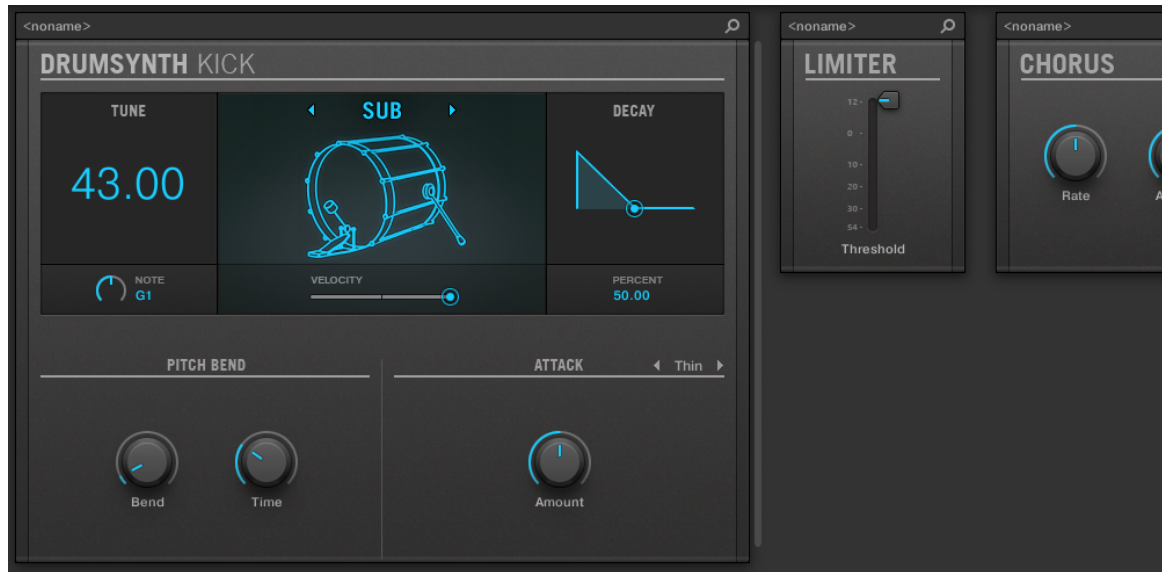 <noname>
DRUMSYNTH KICK
TUNE
SUB
DECAY
43.00
NOTE
G1
VELOCITY
PERCENT
50.00
PITCH BEND
ATTACK
Thin
Bend
Time
Amount
<noname>
LIMITER
12-
0 -
10-
20-
30-
54-
Threshold
<noname>
CHORUS
Rate
A